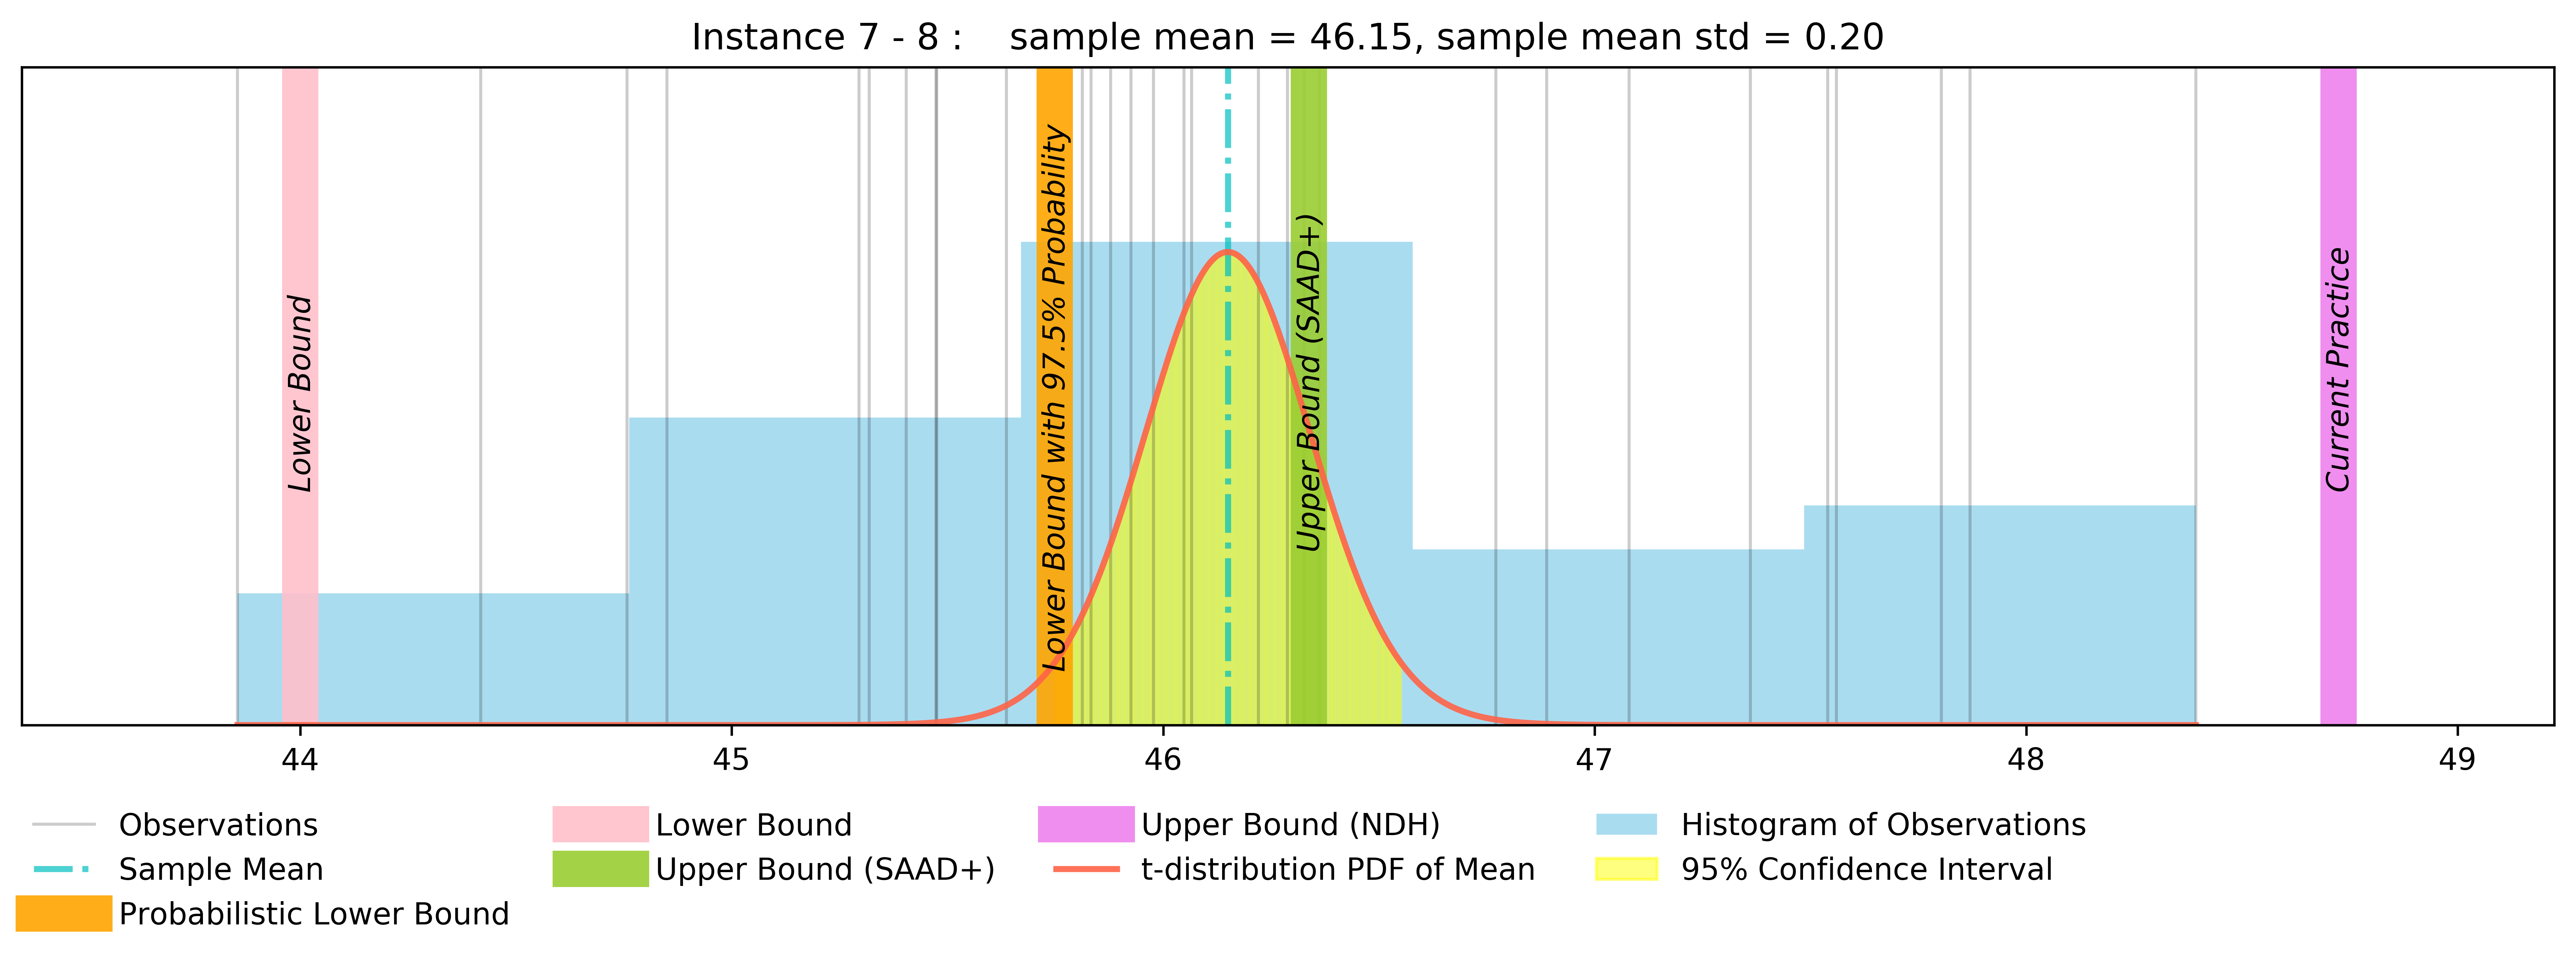 Instance 7 - 8 :    sample mean = 46.15, sample mean std = 0.20
Lower Bound
Lower Bound with 97.5% Probability
Upper Bound (SAAD+)
Current Practice
44 45 46 47 48 49
Observations
Sample Mean
Probabilistic Lower Bound
Lower Bound
Upper Bound (SAAD+)
Upper Bound (NDH)
t-distribution PDF of Mean
Histogram of Observations
95% Confidence Interval